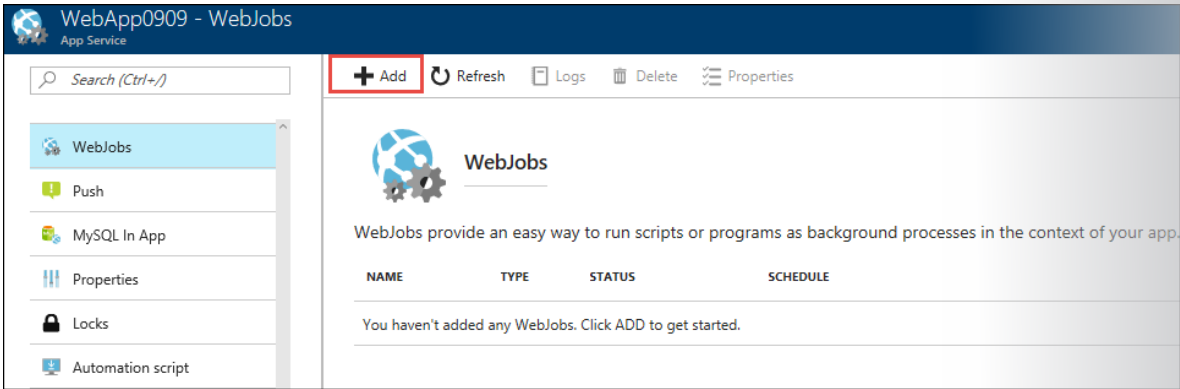 WebApp0909 - WebJobs
App Service
Search (Ctrl+/)
Add Refresh Logs Delete Properties
WebJobs
Push
MySQL In App
Properties
Locks
Automation script
WebJobs
WebJobs provide an easy way to run scripts or programs as background processes in the context of your app.
NAME TYPE STATUS SCHEDULE
You haven't added any WebJobs. Click ADD to get started.